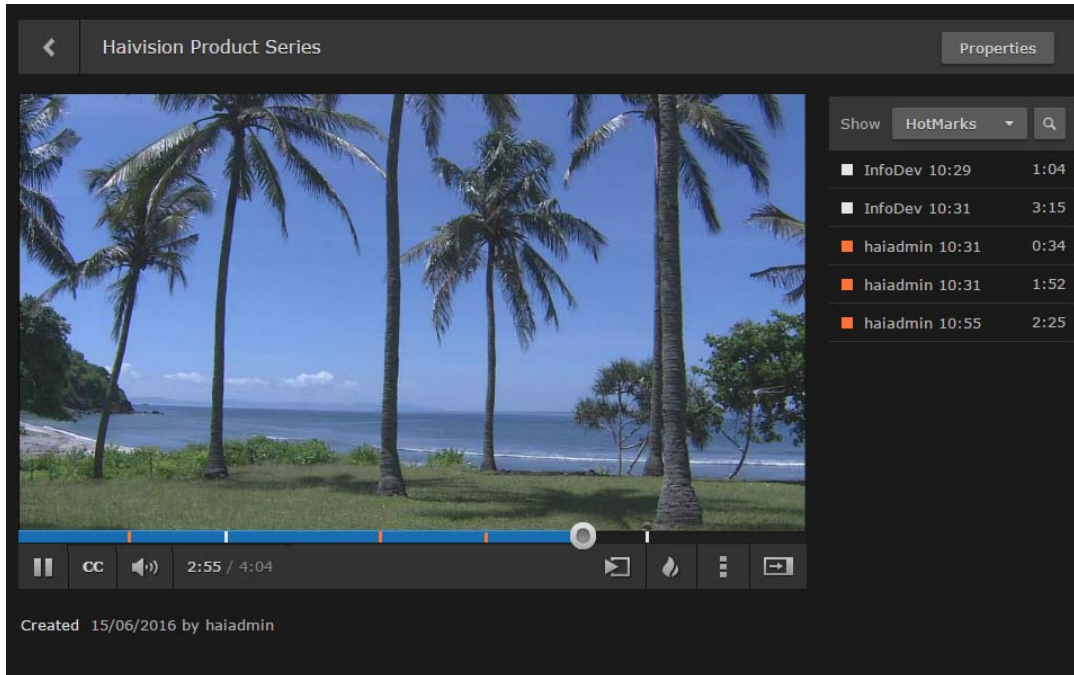 Haivision Product Series
Properties
Show HotMarks
InfoDev 10:29 1:04
InfoDev 10:31 3:15
haiadmin 10:31 0:34
haiadmin 10:31 1:52
haiadmin 10:55 2:25
CC 2:55 / 4:04
Created 15/06/2016 by haiadmin